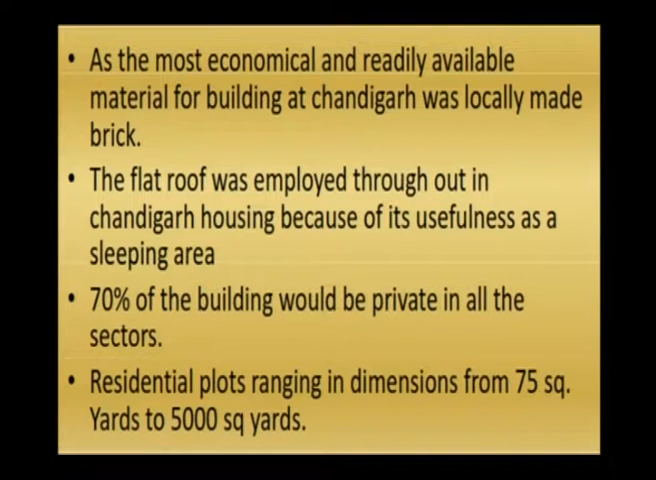 • As the most economical and readily available
material for building at chandigarh was locally made
brick.
• The flat roof was employed through out in
chandigarh housing because of its usefulness as a
sleeping area
• 70% of the building would be private in all the
sectors.
• Residential plots ranging in dimensions from 75 sq.
Yards to 5000 sq yards.